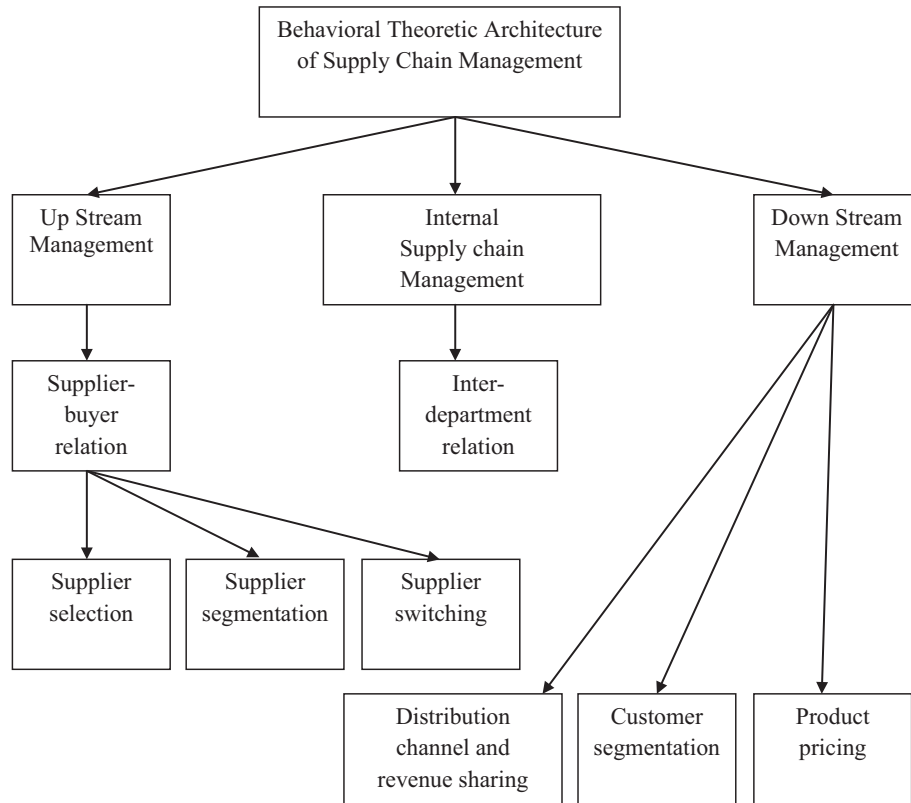 Behavioral Theoretic Architecture
of Supply Chain Management
Up Stream
Management
Internal
Supply chain
Management
Down Stream
Management
Supplier-
buyer
relation
Inter-
department
relation
Supplier
selection
Supplier
segmentation
Supplier
switching
Distribution
channel and
revenue sharing
Customer
segmentation
Product
pricing